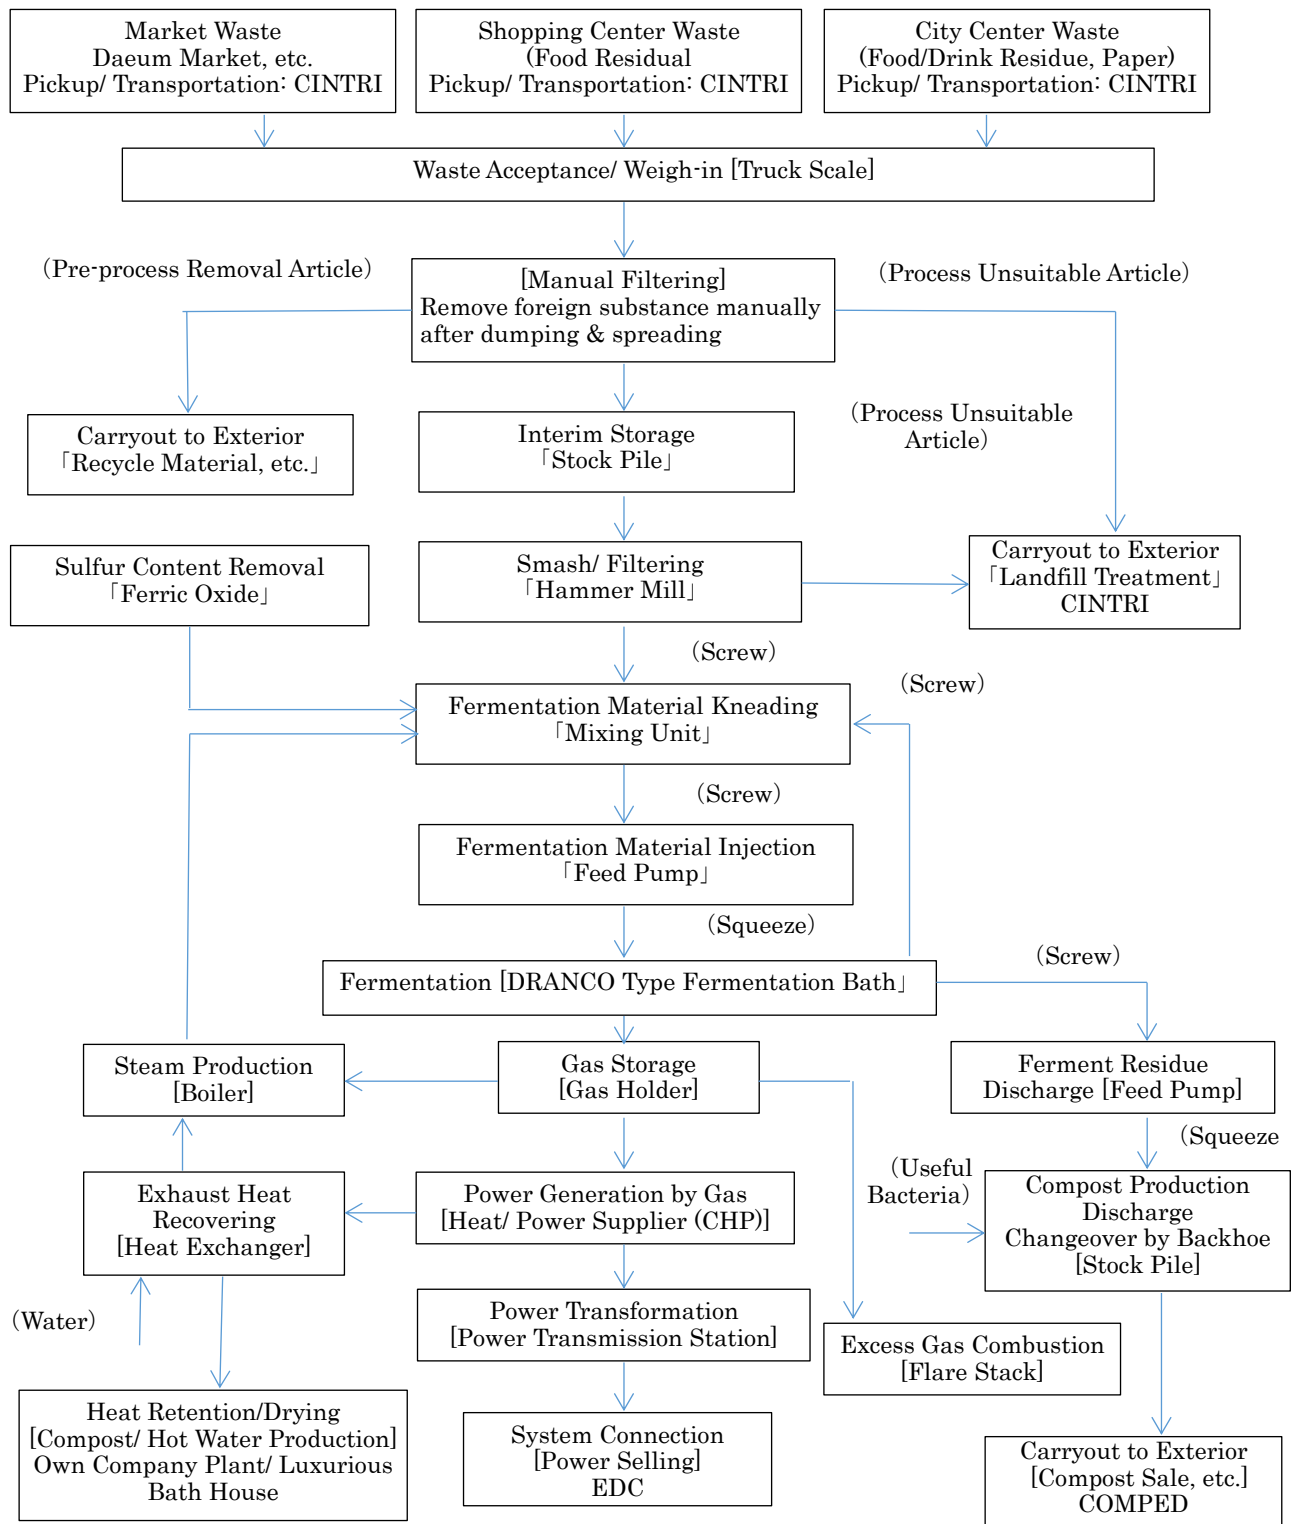 Market Waste
Daeum Market, etc.
Pickup/ Transportation: CINTRI
Shopping Center Waste
(Food Residual
Pickup/ Transportation: CINTRI
City Center Waste
(Food/Drink Residue, Paper)
Pickup/ Transportation: CINTRI
Waste Acceptance/ Weigh-in [Truck Scale]
(Pre-process Removal Article)
[Manual Filtering]
Remove foreign substance manually
after dumping & spreading
(Process Unsuitable Article)
Carryout to Exterior
「Recycle Material, etc.」
Interim Storage
「Stock Pile」
(Process Unsuitable
Article)
Sulfur Content Removal
「Ferric Oxide」
Smash/ Filtering
「Hammer Mill」
Carryout to Exterior
「Landfill Treatment」
CINTRI
(Screw)
(Screw)
Fermentation Material Kneading
「Mixing Unit」
(Screw)
Fermentation Material Injection
「Feed Pump」
(Squeeze)
(Screw)
Fermentation [DRANCO Type Fermentation Bath」
Steam Production
[Boiler]
Gas Storage
[Gas Holder]
Ferment Residue
Discharge [Feed Pump]
(Squeeze
(Useful
Bacteria)
Exhaust Heat
Recovering
[Heat Exchanger]
Power Generation by Gas
[Heat/ Power Supplier (CHP)]
Compost Production
Discharge
Changeover by Backhoe
[Stock Pile]
(Water)
Power Transformation
[Power Transmission Station]
Excess Gas Combustion
[Flare Stack]
Heat Retention/Drying
[Compost/ Hot Water Production]
Own Company Plant/ Luxurious
Bath House
System Connection
[Power Selling]
EDC
Carryout to Exterior
[Compost Sale, etc.]
COMPED